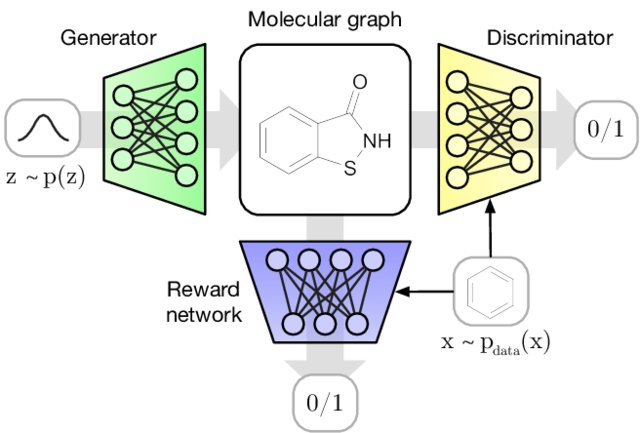 Molecular graph
Generator
Discriminator
O
NH
S
0/1
z ~ p(z)
Reward
network
x ~ p_data(x)
0/1